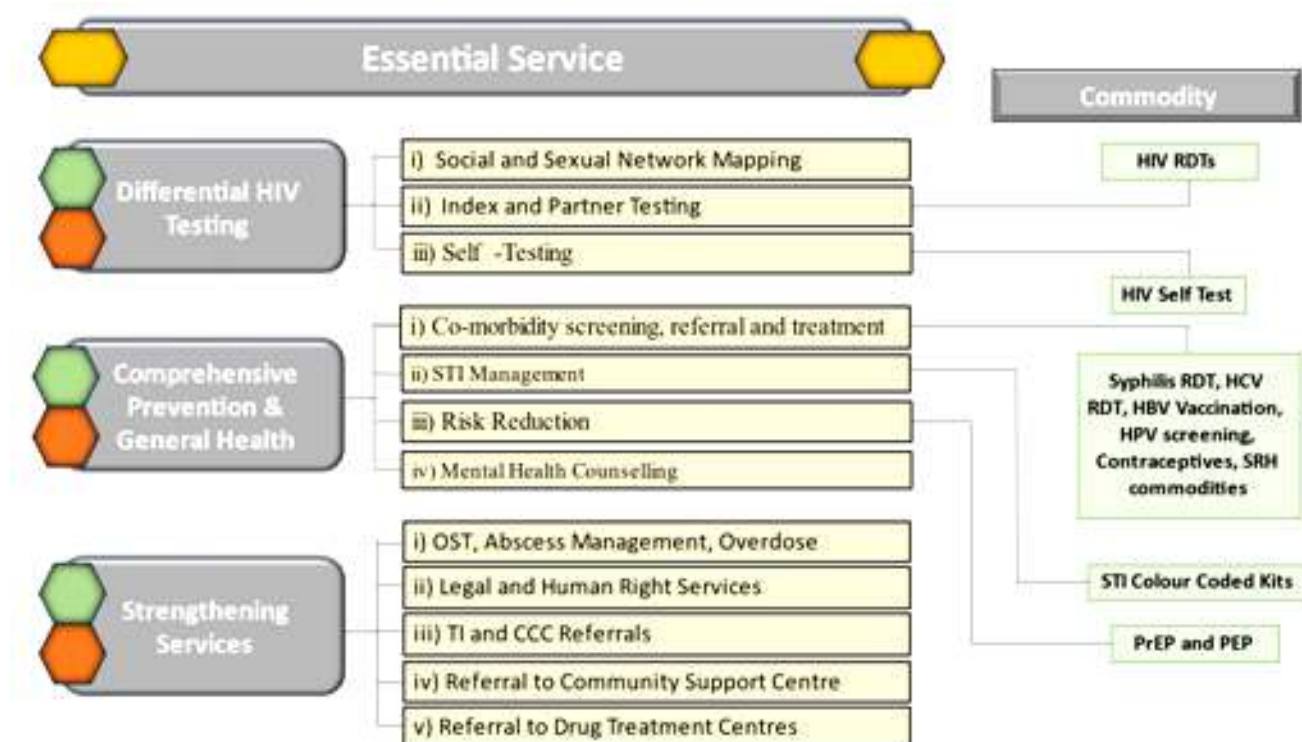 Essential Service
Commodity
Differential HIV
Testing
i) Social and Sexual Network Mapping
ii) Index and Partner Testing
iii) Self -Testing
HIV RDTs
HIV Self Test
Comprehensive
Prevention &
General Health
i) Co-morbidity screening, referral and treatment
ii) STI Management
iii) Risk Reduction
iv) Mental Health Counselling
Syphilis RDT, HCV
RDT, HBV Vaccination,
HPV screening,
Contraceptives, SRH
commodities
STI Colour Coded Kits
PrEP and PEP
Strengthening
Services
i) OST, Abscess Management, Overdose
ii) Legal and Human Right Services
iii) TI and CCC Referrals
iv) Referral to Community Support Centre
v) Referral to Drug Treatment Centres